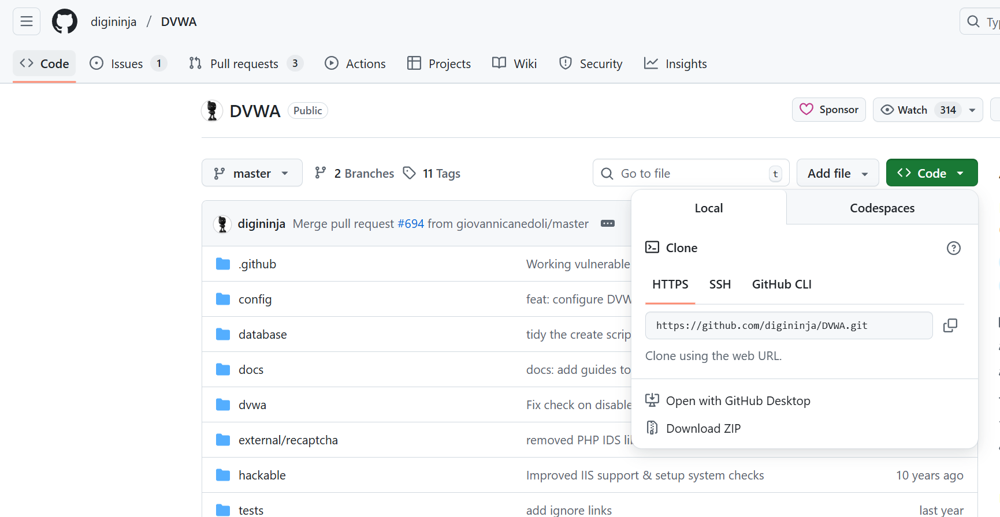 digininja / DVWA
Typ
Code Issues 1 Pull requests 3 Actions Projects Wiki Security Insights
DVWA Public
Sponsor Watch 314
master 2 Branches 11 Tags
Go to file t Add file Code
Local Codespaces
digininja Merge pull request #694 from giovannicanedoli/master
Clone
.github Working vulnerable
HTTPS SSH GitHub CLI
config feat: configure DVW
https://github.com/digininja/DVWA.git
database tidy the create scrip
Clone using the web URL.
docs docs: add guides to
dvwa Fix check on disable
Open with GitHub Desktop
Download ZIP
external/recaptcha removed PHP IDS li
hackable Improved IIS support & setup system checks 10 years ago
tests add ignore links last year